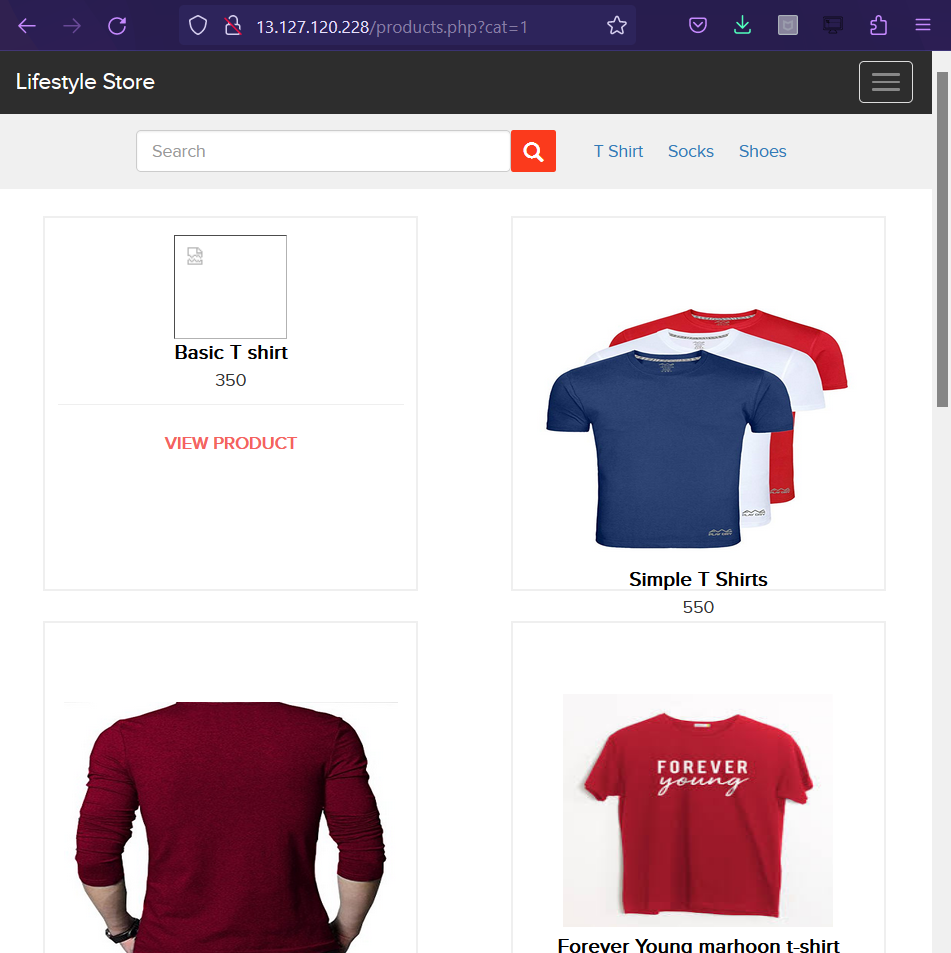 13.127.120.228/products.php?cat=1
Lifestyle Store
Search
T Shirt Socks Shoes
Basic T shirt
350
VIEW PRODUCT
Simple T Shirts
550
FOREVER
young
Forever Young marhoon t-shirt